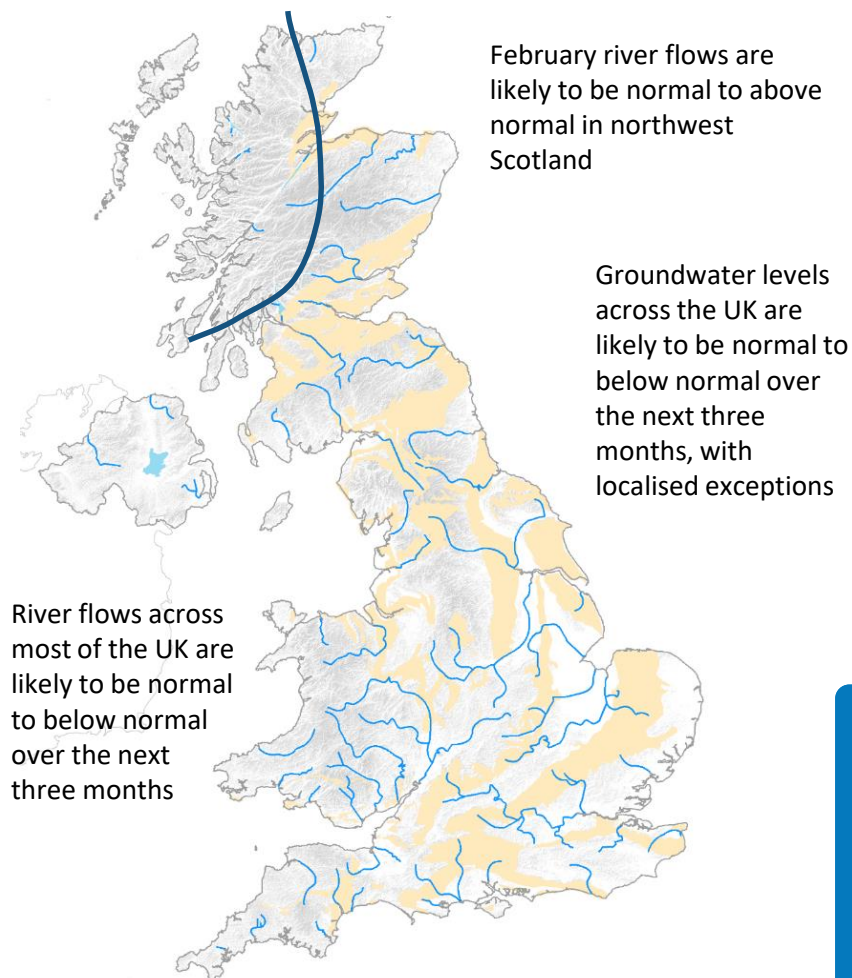 February river flows are
likely to be normal to above
normal in northwest
Scotland
Groundwater levels
across the UK are
likely to be normal to
below normal over
the next three
months, with
localised exceptions
River flows across
most of the UK are
likely to be normal
to below normal
over the next
three months